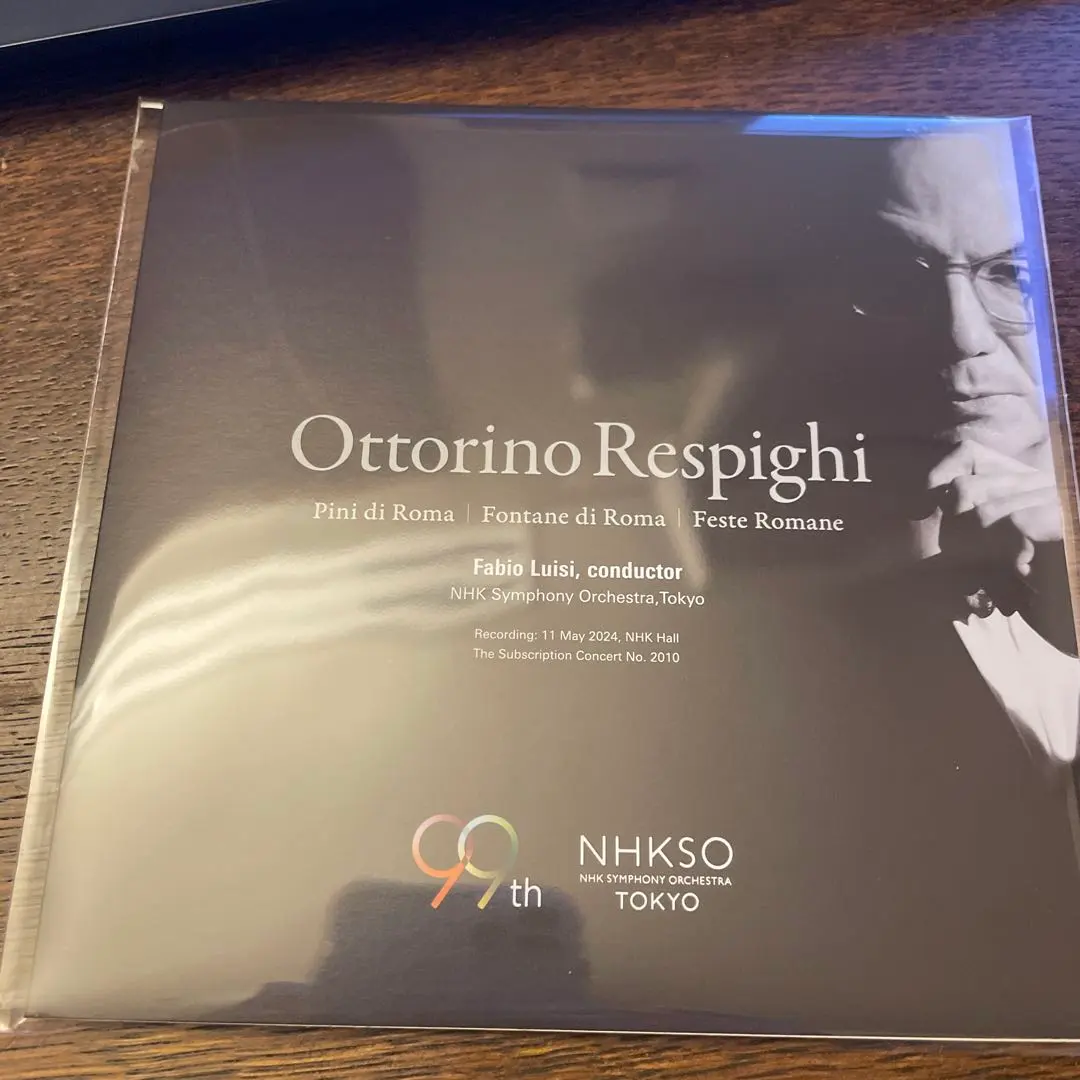 Ottorino Respighi
Pini di Roma | Fontane di Roma | Feste Romane
Fabio Luisi, conductor
NHK Symphony Orchestra,Tokyo
Recording: 11 May 2024, NHK Hall
The Subscription Concert No. 2010
99th
NHKSO
NHK SYMPHONY ORCHESTRA
TOKYO